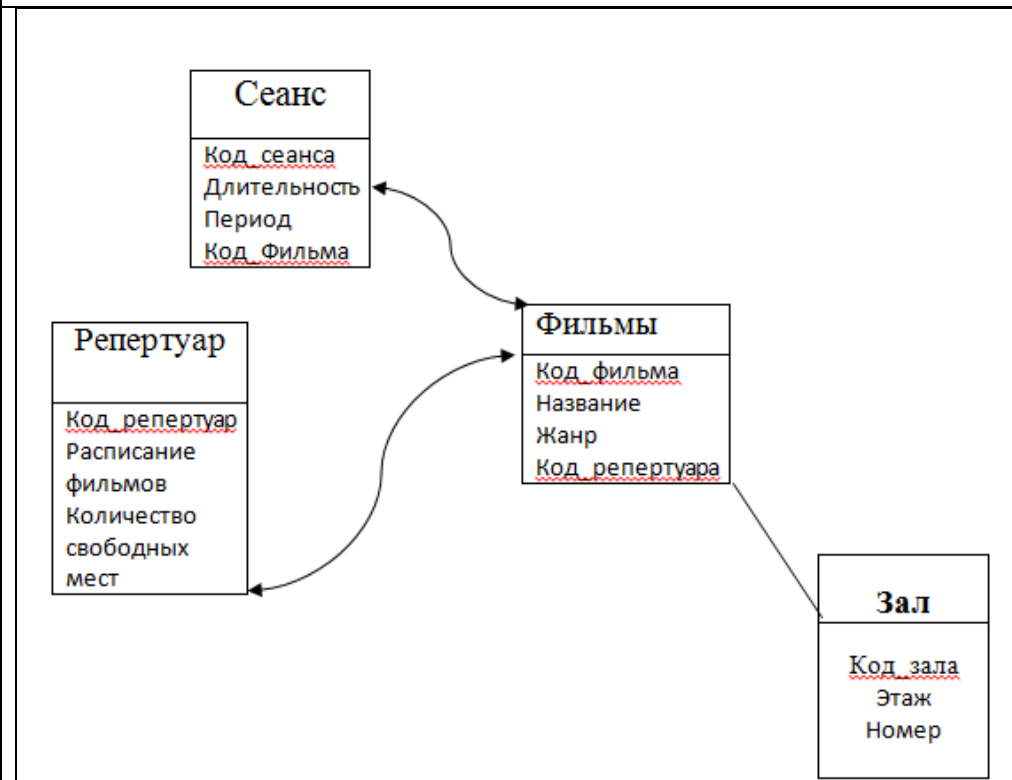 Сеанс
Код_сеанса
Длительность
Период
Код_Фильма
Репертуар
Код_репертуар
Расписание
фильмов
Количество
свободных
мест
Фильмы
Код_фильма
Название
Жанр
Код_репертуара
Зал
Код_зала
Этаж
Номер